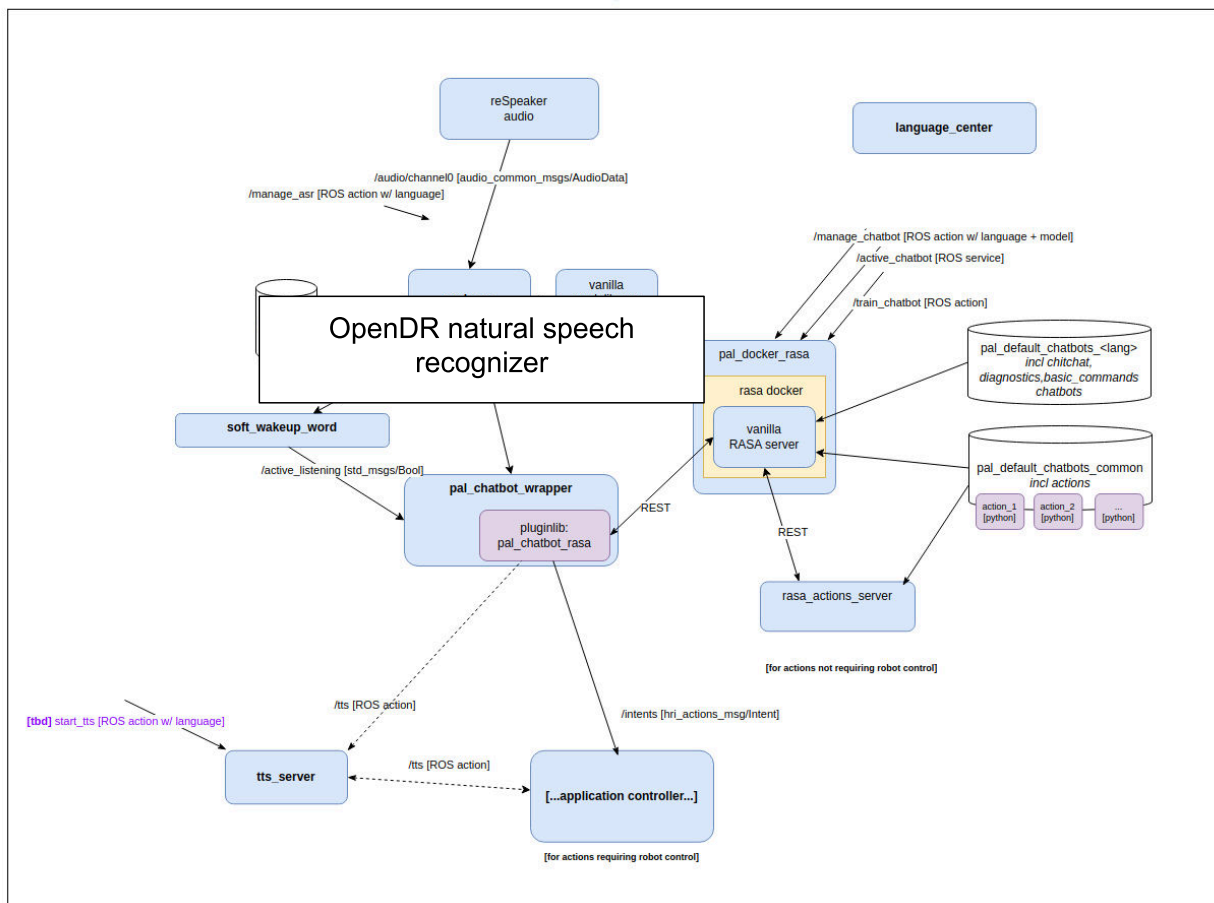 reSpeaker
audio
language_center
/audio/channel0 [audio_common_msgs/AudioData]
/manage_asr [ROS action w/ language]
/manage_chatbot [ROS action w/ language + model]
/active_chatbot [ROS service]
/train_chatbot [ROS action]
vanilla
OpenDR natural speech
recognizer
pal_docker_rasa
rasa docker
vanilla
RASA server
pal_default_chatbots_<lang>
incl chitchat,
diagnostics,basic_commands
chatbots
soft_wakeup_word
/active_listening [std_msgs/Bool]
pal_chatbot_wrapper
pluginlib:
pal_chatbot_rasa
REST
REST
pal_default_chatbots_common
incl actions
action_1
[python]
action_2
[python]
...
[python]
rasa_actions_server
[for actions not requiring robot control]
/tts [ROS action]
/intents [hri_actions_msg/Intent]
[tbd] start_tts [ROS action w/ language]
tts_server
/tts [ROS action]
[...application controller...]
[for actions requiring robot control]